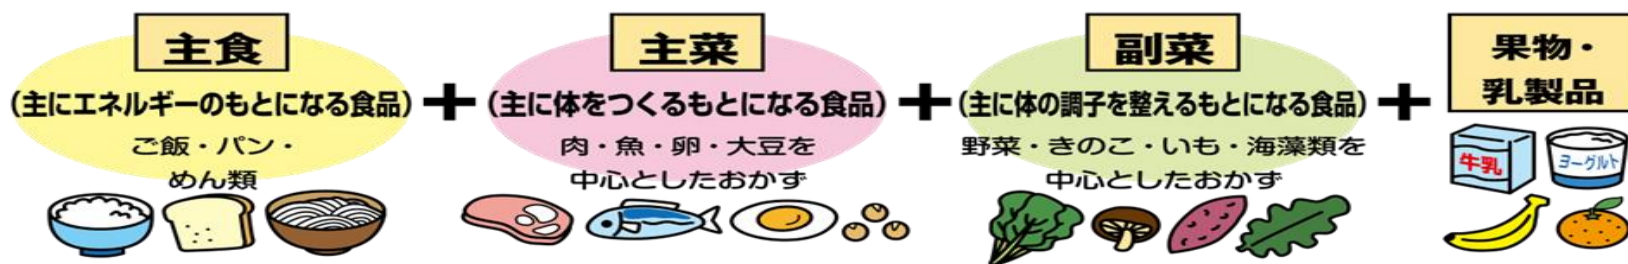 主食
(主にエネルギーのもとになる食品)
ご飯・パン・
めん類
+
主菜
(主に体をつくるもとになる食品)
肉・魚・卵・大豆を
中心としたおかず
+
副菜
(主に体の調子を整えるもとになる食品)
野菜・きのこ・いも・海藻類を
中心としたおかず
+
果物・
乳製品
牛乳
ヨーグルト